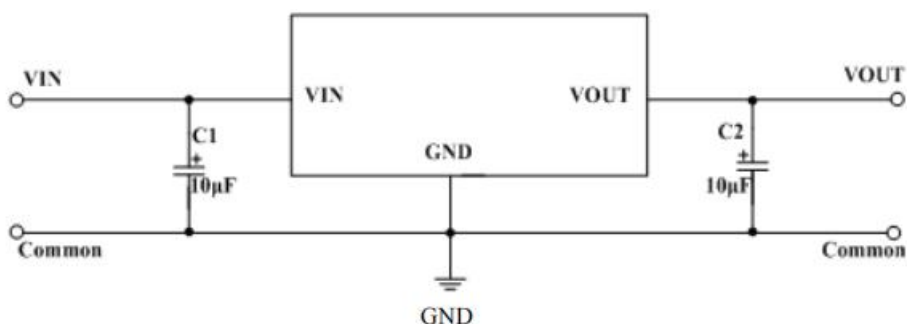 VIN
VOUT
VIN
VOUT
C1
+
10μF
GND
C2
+
10μF
Common
Common
GND